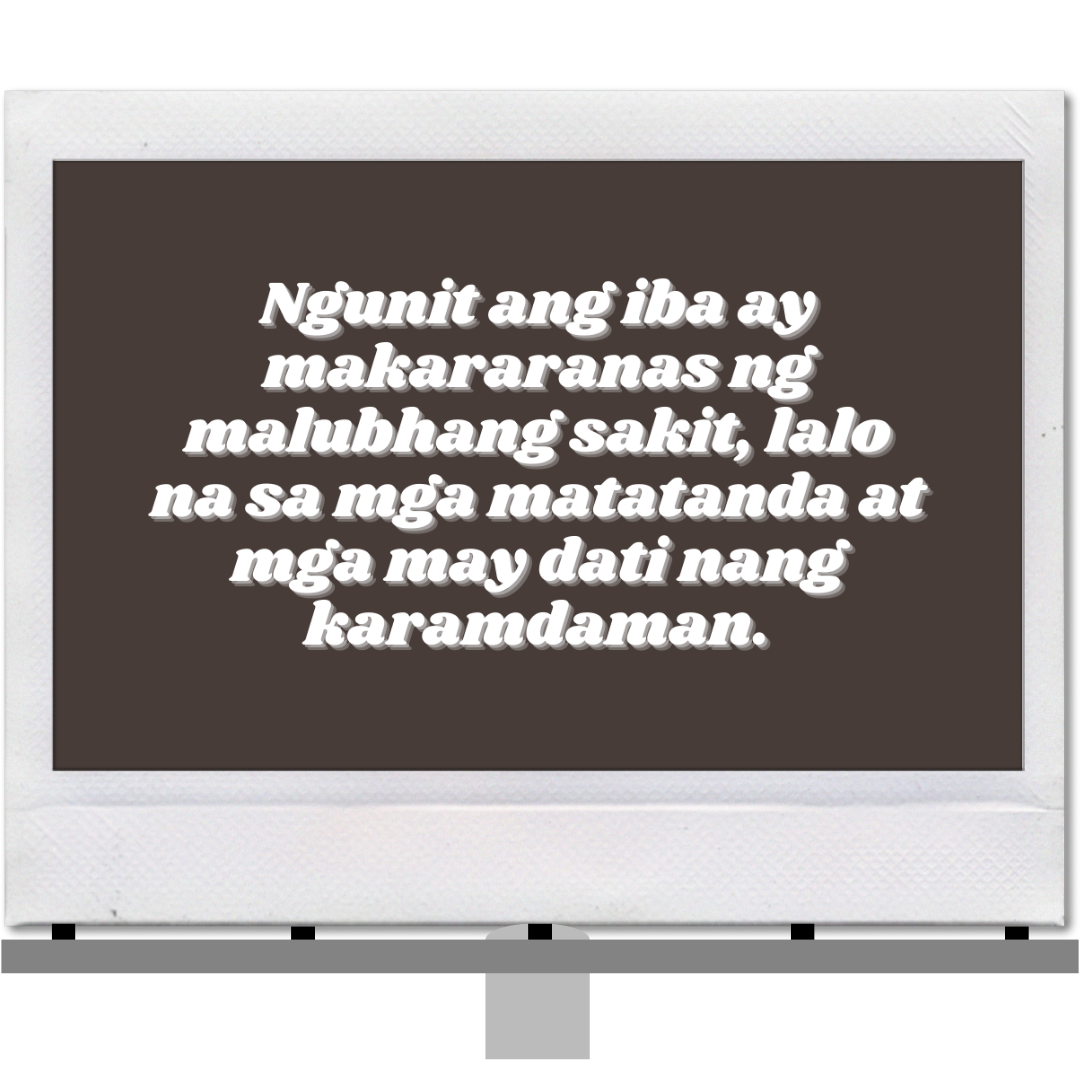 Ngunit ang iba ay
makararanas ng
malubhang sakit, lalo
na sa mga matatanda at
mga may dati nang
karamdaman.